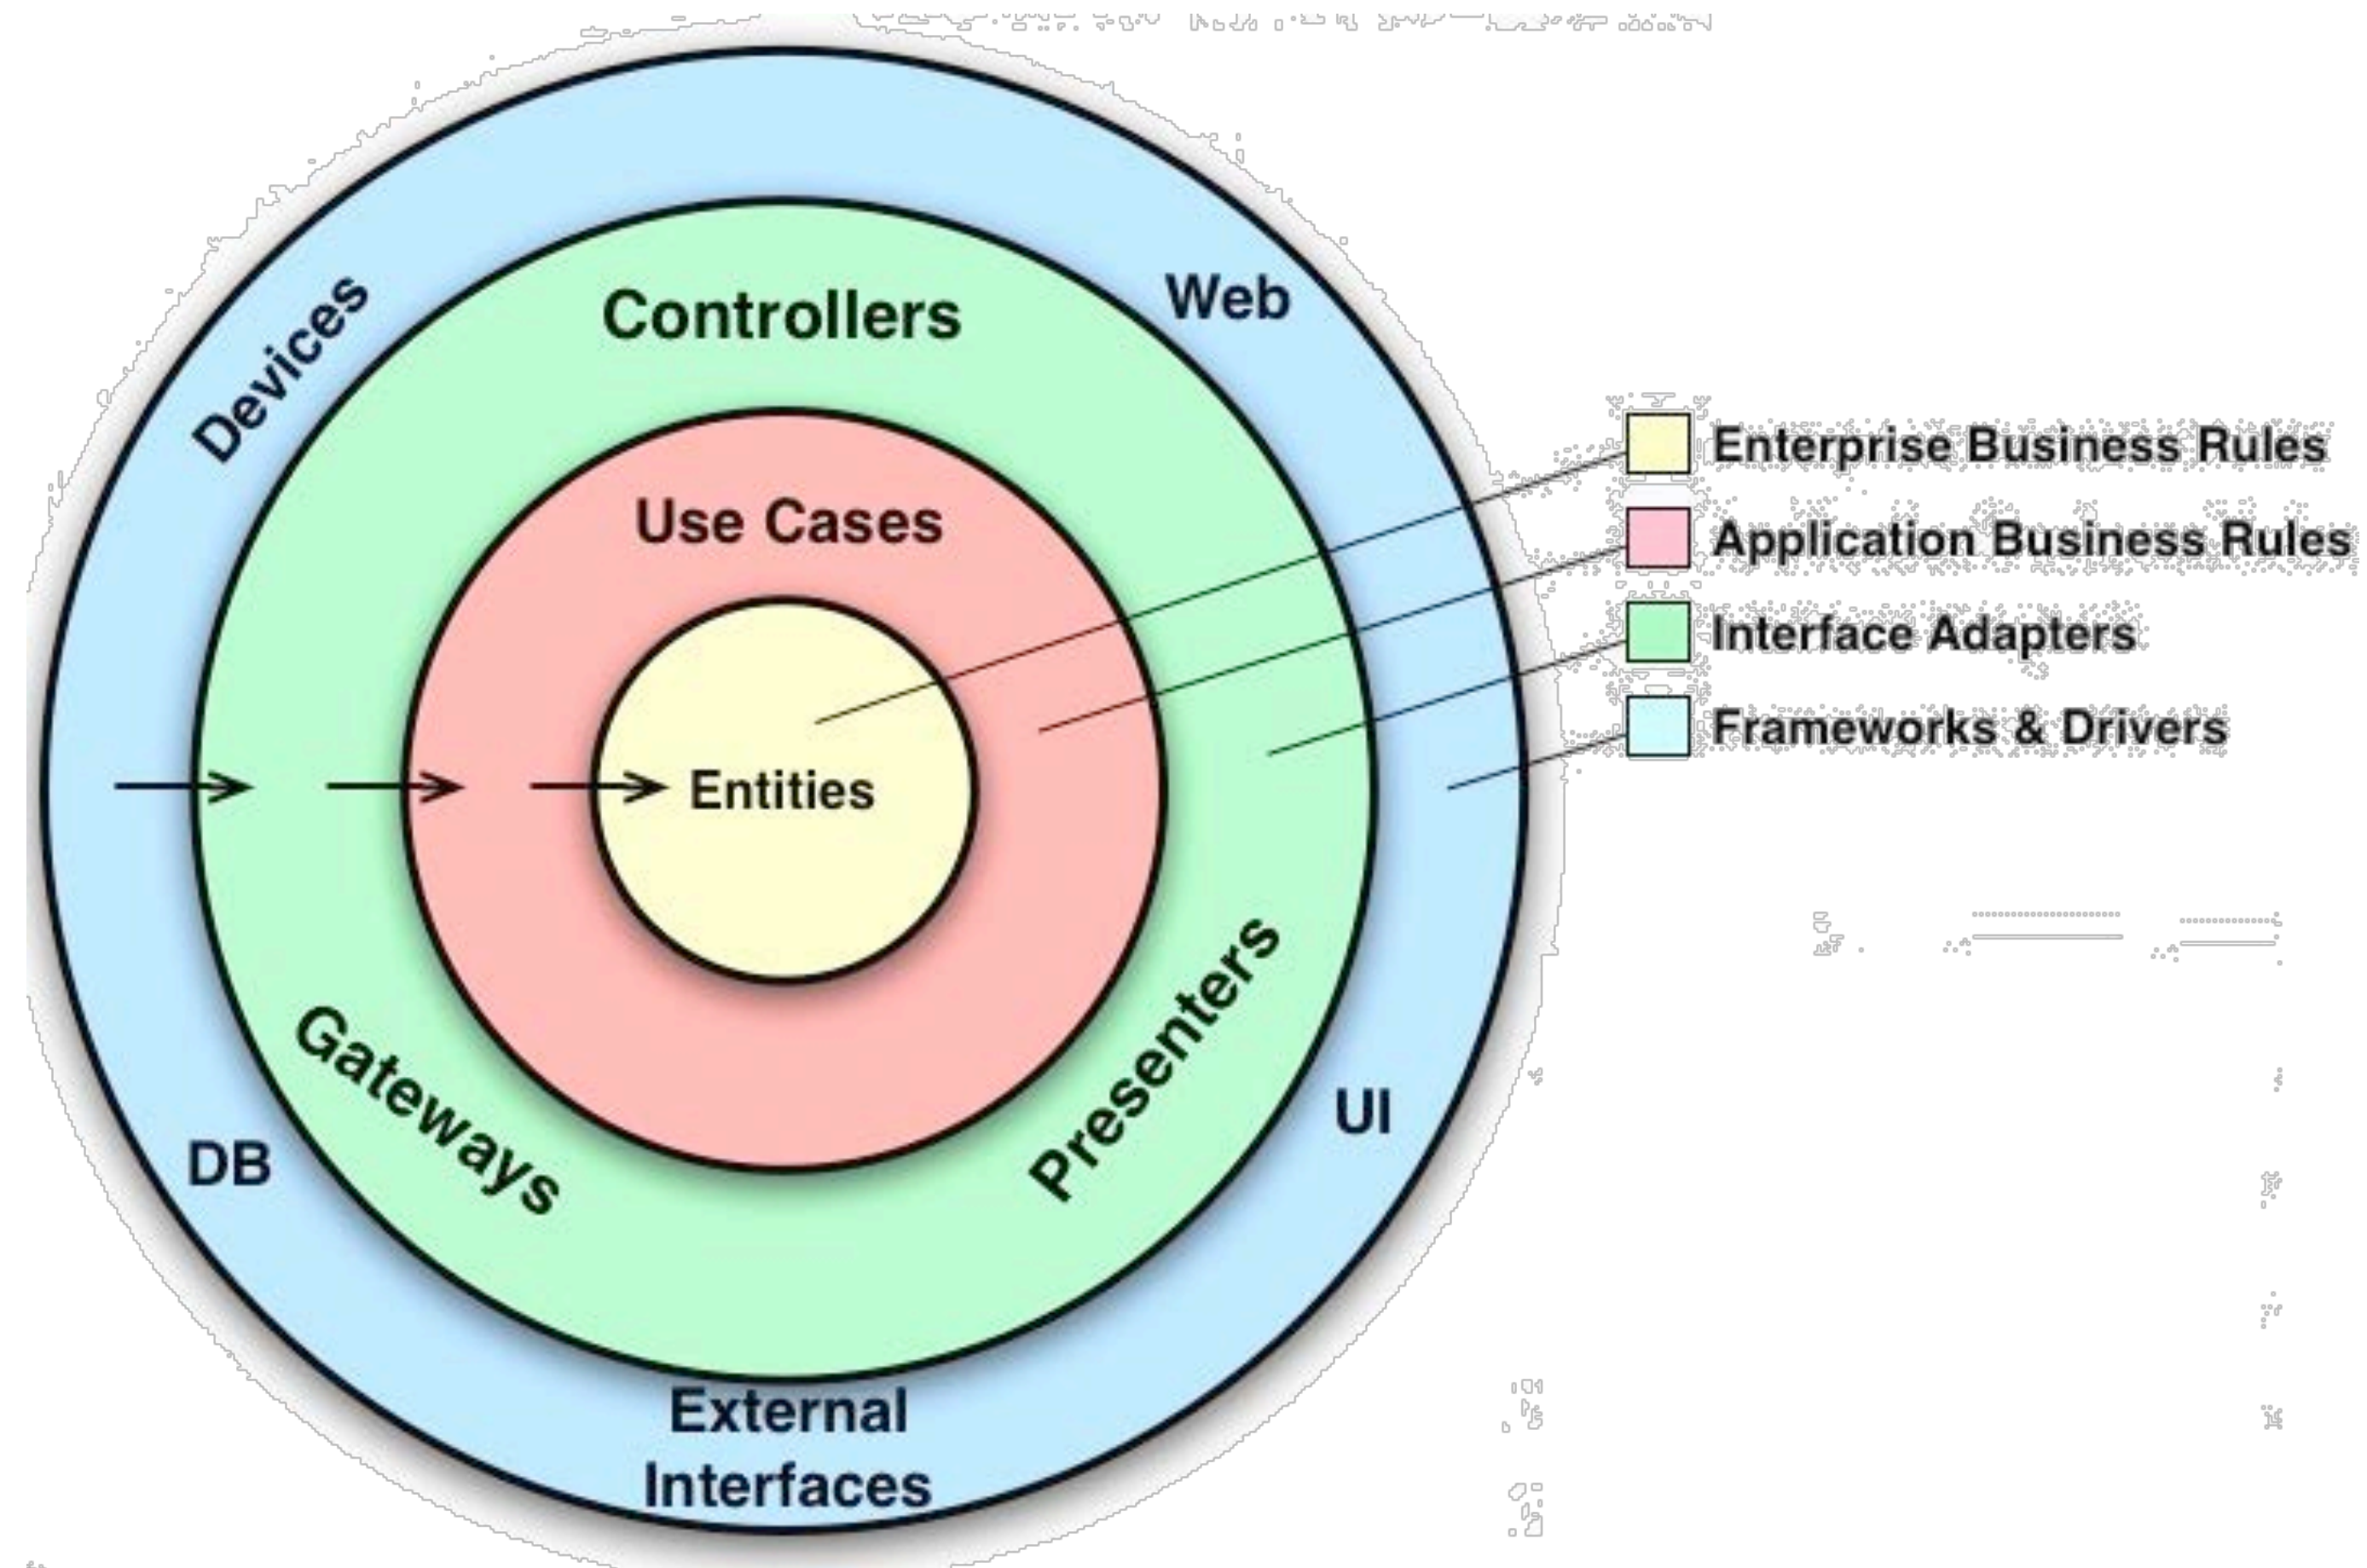 Devices
Controllers
Web
Use Cases
Entities
Gateways
Presenters
DB
UI
External
Interfaces
Enterprise Business Rules
Application Business Rules
Interface Adapters
Frameworks & Drivers